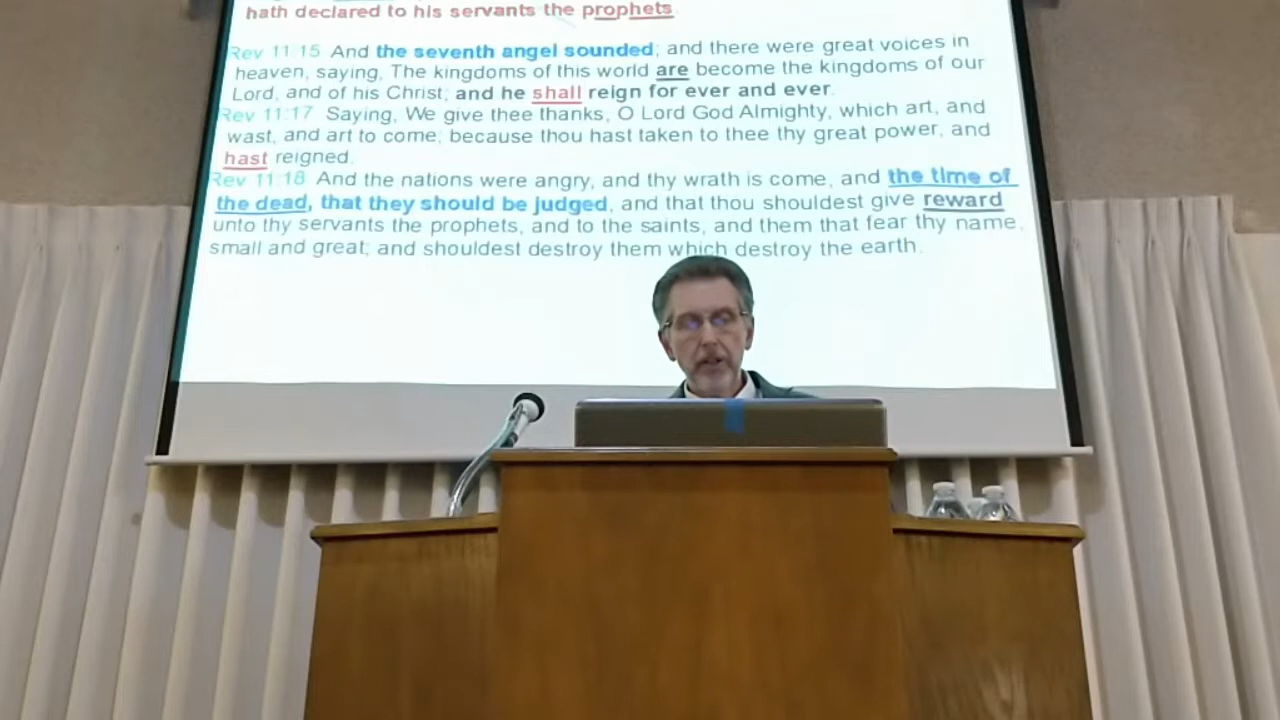 hath declared to his servants the prophets.
Rev 11:15 And the seventh angel sounded; and there were great voices in
heaven, saying, The kingdoms of this world are become the kingdoms of our
Lord, and of his Christ; and he shall reign for ever and ever.
Rev 11:17 Saying, We give thee thanks, O Lord God Almighty, which art, and
wast, and art to come; because thou hast taken to thee thy great power, and
hast reigned.
Rev 11:18 And the nations were angry, and thy wrath is come, and the time of
the dead, that they should be judged, and that thou shouldest give reward
unto thy servants the prophets, and to the saints, and them that fear thy name,
small and great; and shouldest destroy them which destroy the earth.